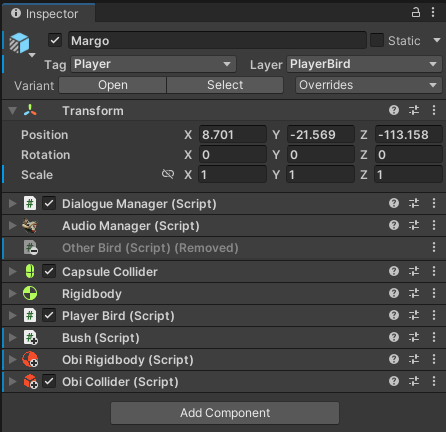 Inspector
Margo
Static
Tag Player Layer PlayerBird
Variant Open Select Overrides
Transform
Position X 8.701 Y -21.569 Z -113.158
Rotation X 0 Y 0 Z 0
Scale X 1 Y 1 Z 1
# Dialogue Manager (Script)
Audio Manager (Script)
# Other Bird (Script) (Removed)
Capsule Collider
Rigidbody
# Player Bird (Script)
# Bush (Script)
Obi Rigidbody (Script)
Obi Collider (Script)
Add Component